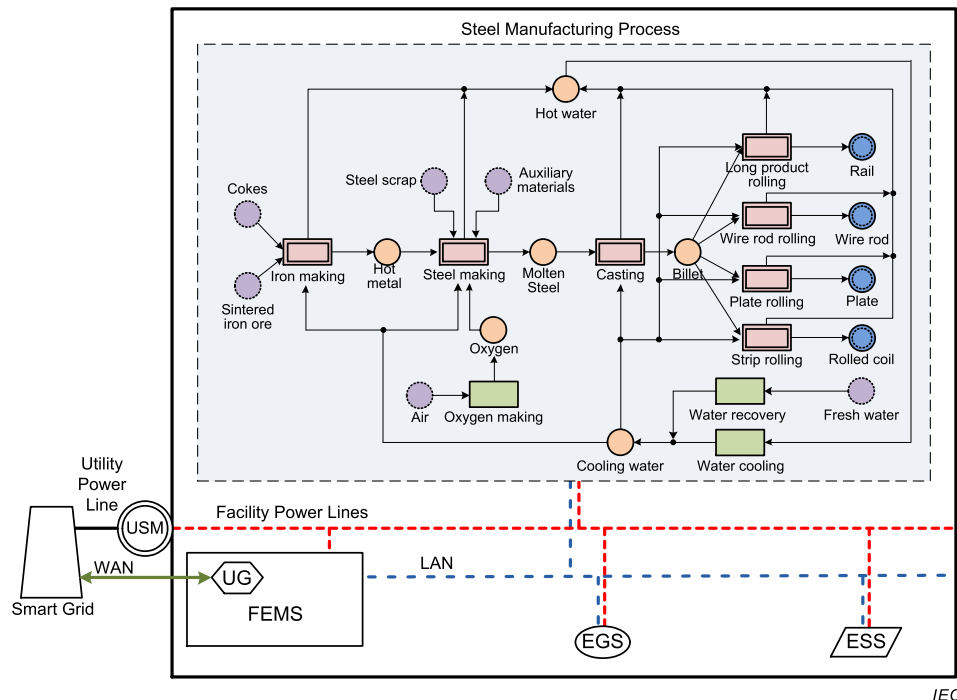 Steel Manufacturing Process
Hot water
Steel scrap
Auxiliary
materials
Long product
rolling
Rail
Cokes
Wire rod rolling
Wire rod
Iron making
Hot
metal
Steel making
Molten
Steel
Casting
Billet
Plate rolling
Plate
Sintered
iron ore
Oxygen
Strip rolling
Rolled coil
Air
Oxygen making
Water recovery
Fresh water
Cooling water
Water cooling
Utility
Power
Line
USM
Facility Power Lines
WAN
UG
LAN
FEMS
Smart Grid
EGS
ESS